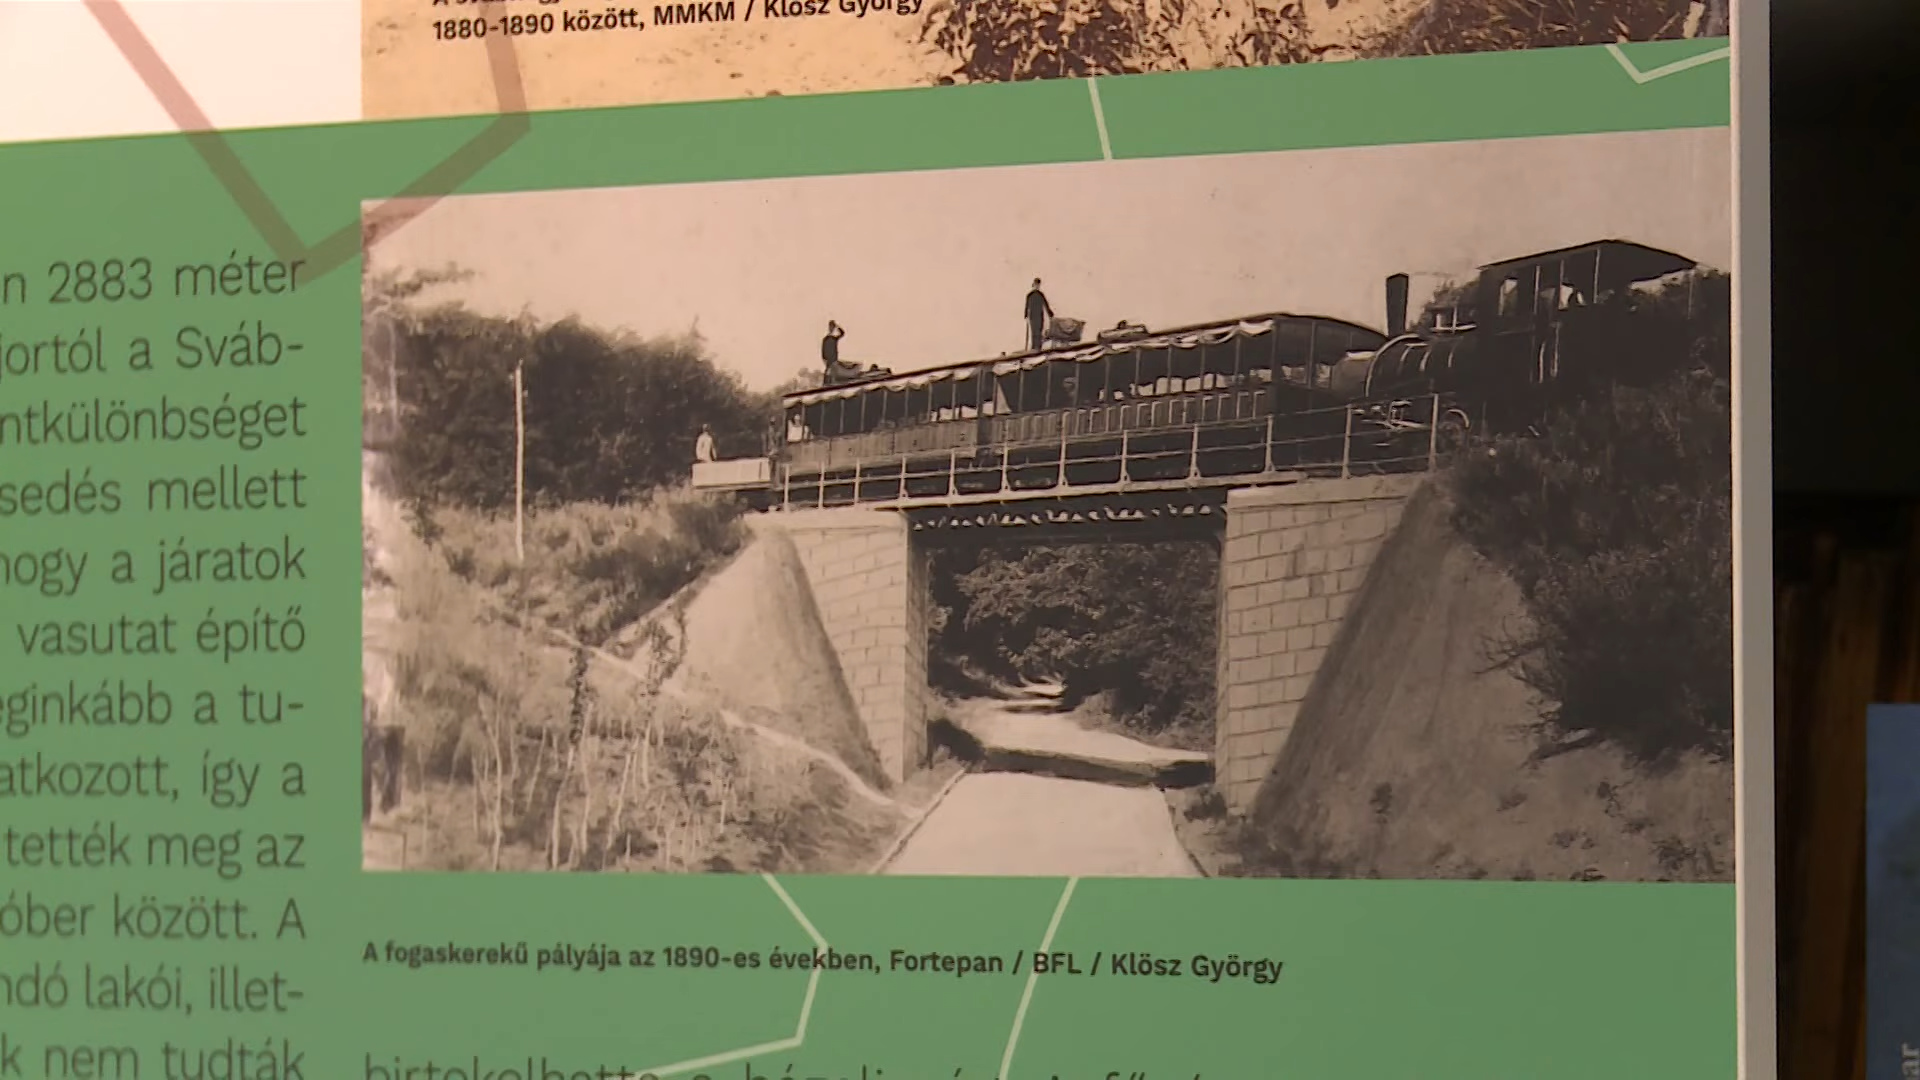 1880-1890 között, MMKM / Klösz György
n 2883 méter
jortól a Sváb-
ntkülönbséget
sedés mellett
hogy a járatok
vasutat építő
eginkább a tu-
atkozott, így a
tették meg az
óber között. A
ndó lakói, illet-
k nem tudták
A fogaskerekű pályája az 1890-es években, Fortepan / BFL / Klösz György
birtokolhatta a